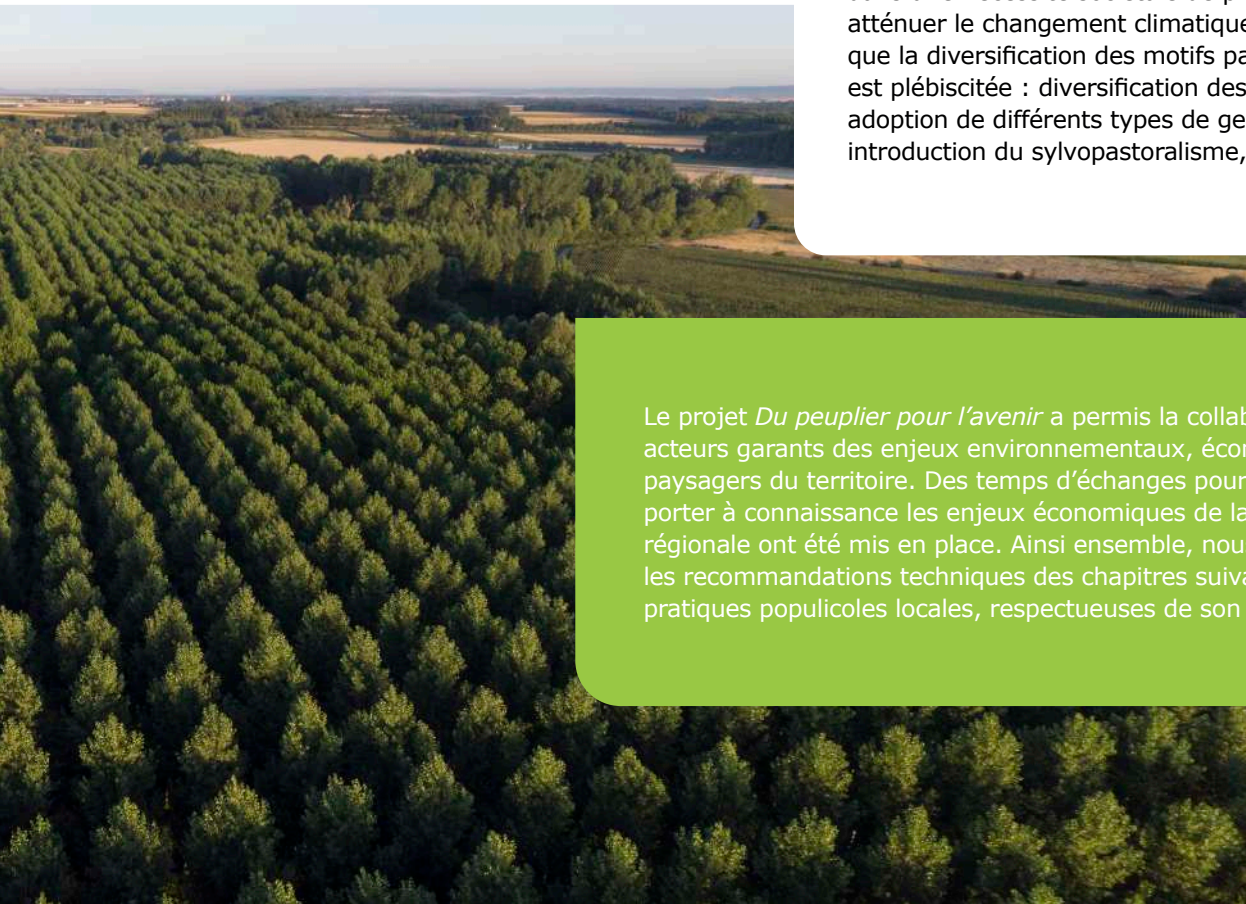 atténuer le changement climatique
que la diversification des motifs pa
est plébiscitée : diversification des
adoption de différents types de ge
introduction du sylvopastoralisme,
Le projet Du peuplier pour l'avenir a permis la collab
acteurs garants des enjeux environnementaux, écon
paysagers du territoire. Des temps d'échanges pour
porter à connaissance les enjeux économiques de la
régionale ont été mis en place. Ainsi ensemble, nou
les recommandations techniques des chapitres suiva
pratiques populicoles locales, respectueuses de son